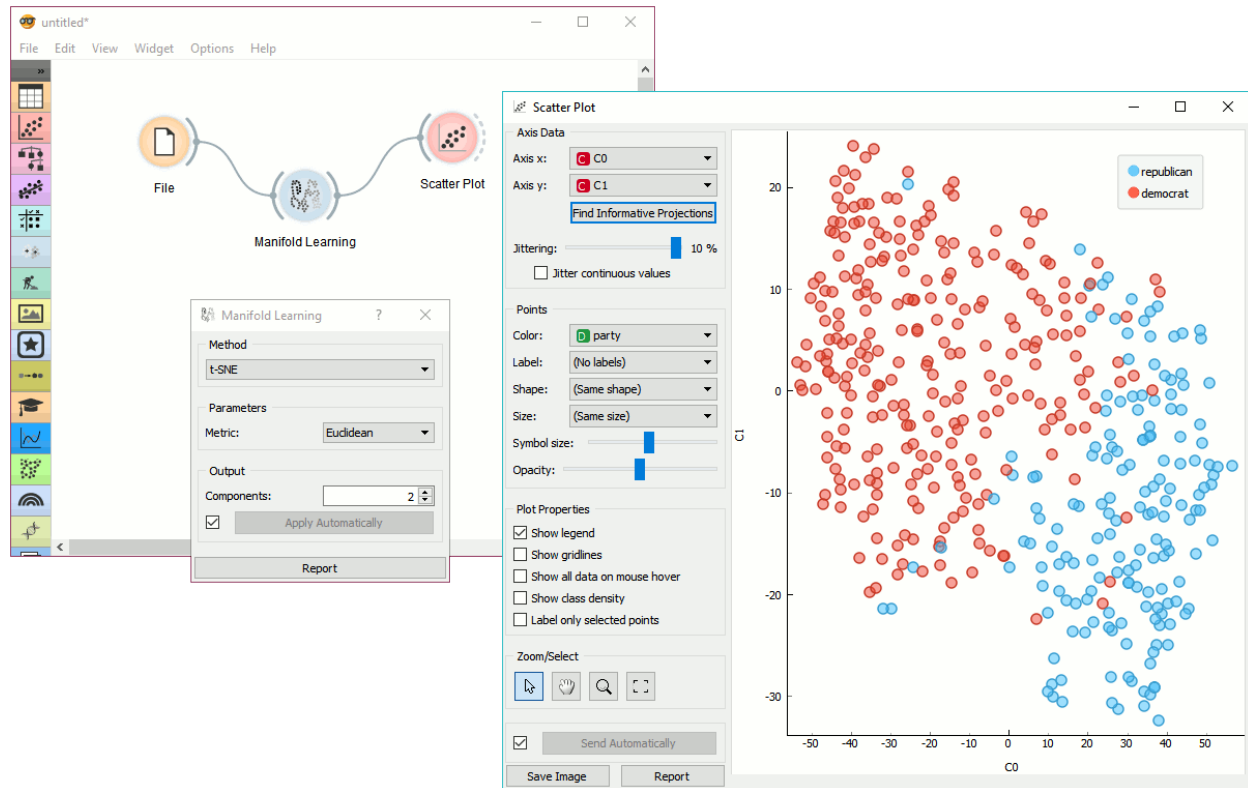 untitled*
File Edit View Widget Options Help
»
File
Manifold Learning
Scatter Plot
Manifold Learning ?
Method
t-SNE
Parameters
Metric: Euclidean
Output
Components: 2
Apply Automatically
Report
Scatter Plot
Axis Data
Axis x: C C0
Axis y: C C1
Find Informative Projections
Jittering: 10 %
Jitter continuous values
Points
Color: D party
Label: (No labels)
Shape: (Same shape)
Size: (Same size)
Symbol size:
Opacity:
Plot Properties
Show legend
Show gridlines
Show all data on mouse hover
Show class density
Label only selected points
Zoom/Select
Send Automatically
Save Image Report
republican
democrat
20
10
0
-10
-20
-30
C1
-50 -40 -30 -20 -10 0 10 20 30 40 50
C0